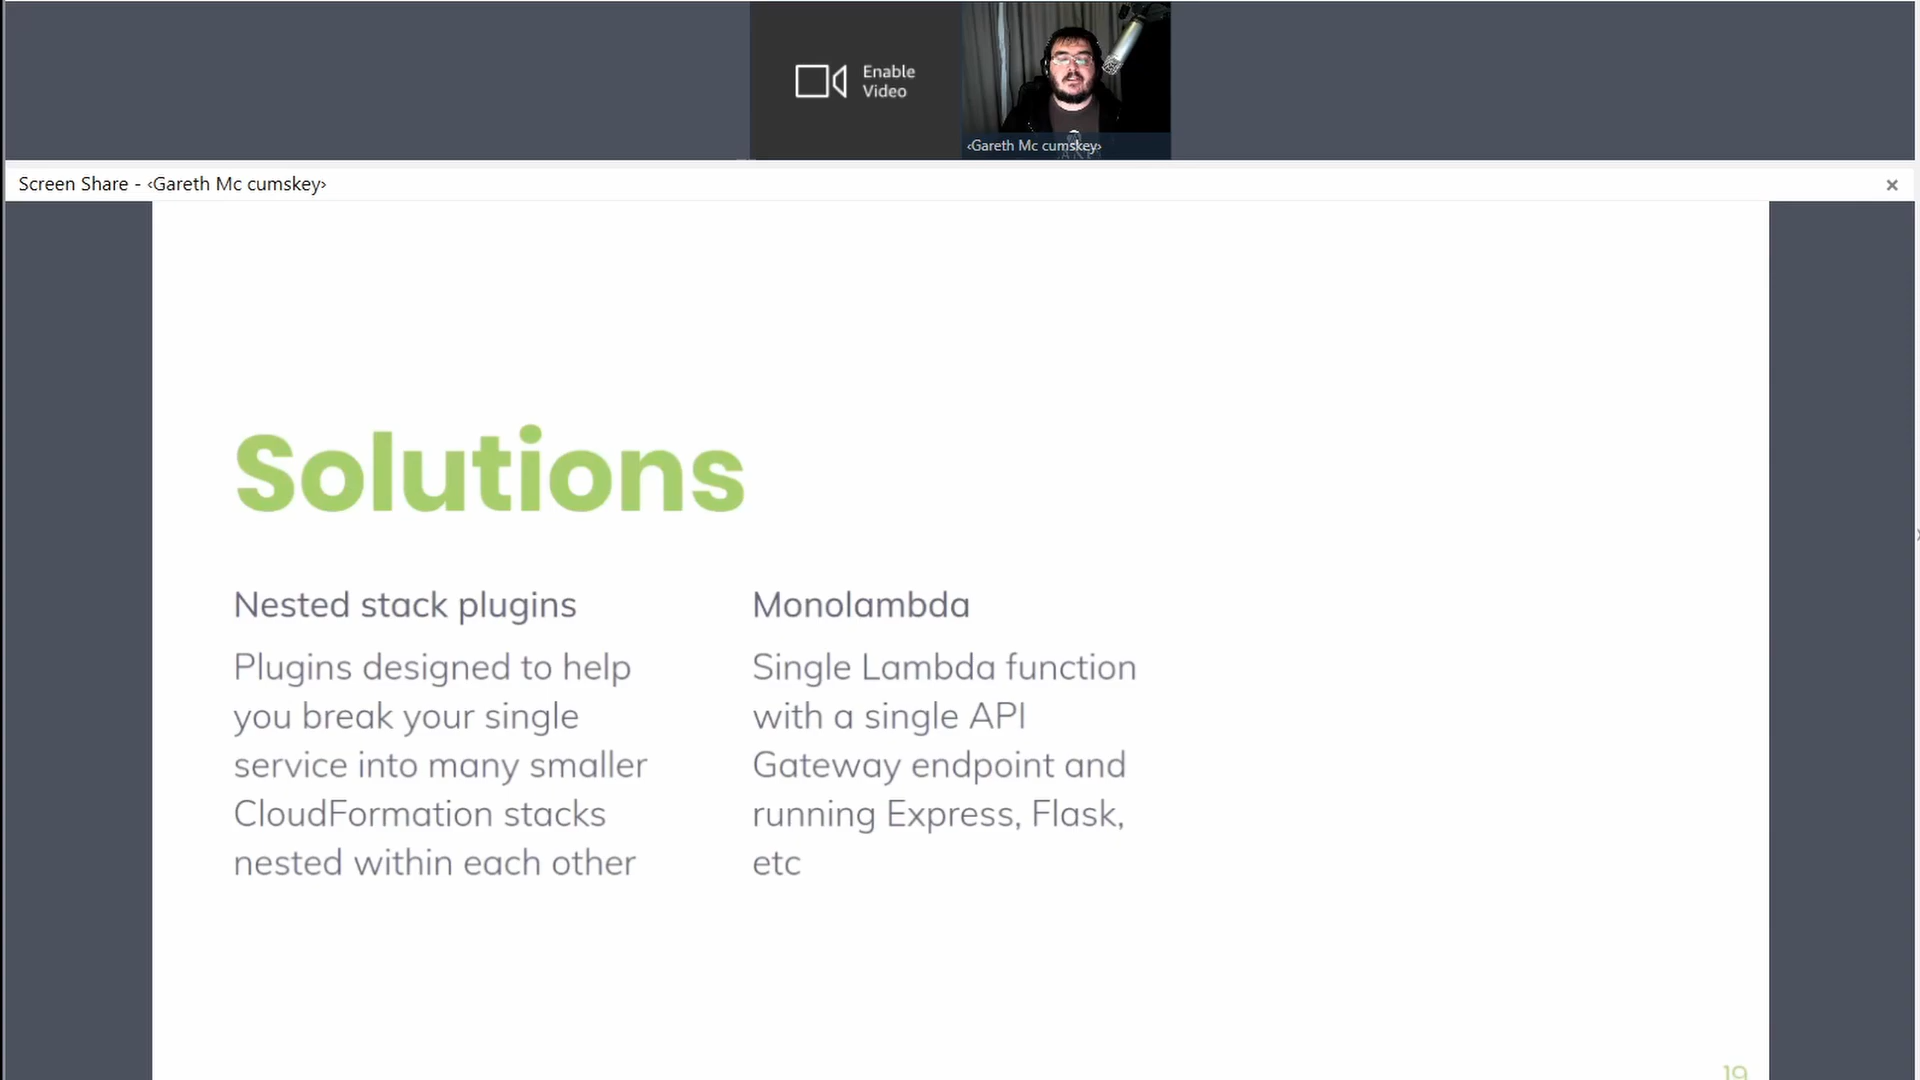 Enable
Video
‹Gareth Mc cumskey›
Screen Share - ‹Gareth Mc cumskey›
Solutions
Nested stack plugins
Plugins designed to help
you break your single
service into many smaller
CloudFormation stacks
nested within each other
Monolambda
Single Lambda function
with a single API
Gateway endpoint and
running Express, Flask,
etc
19